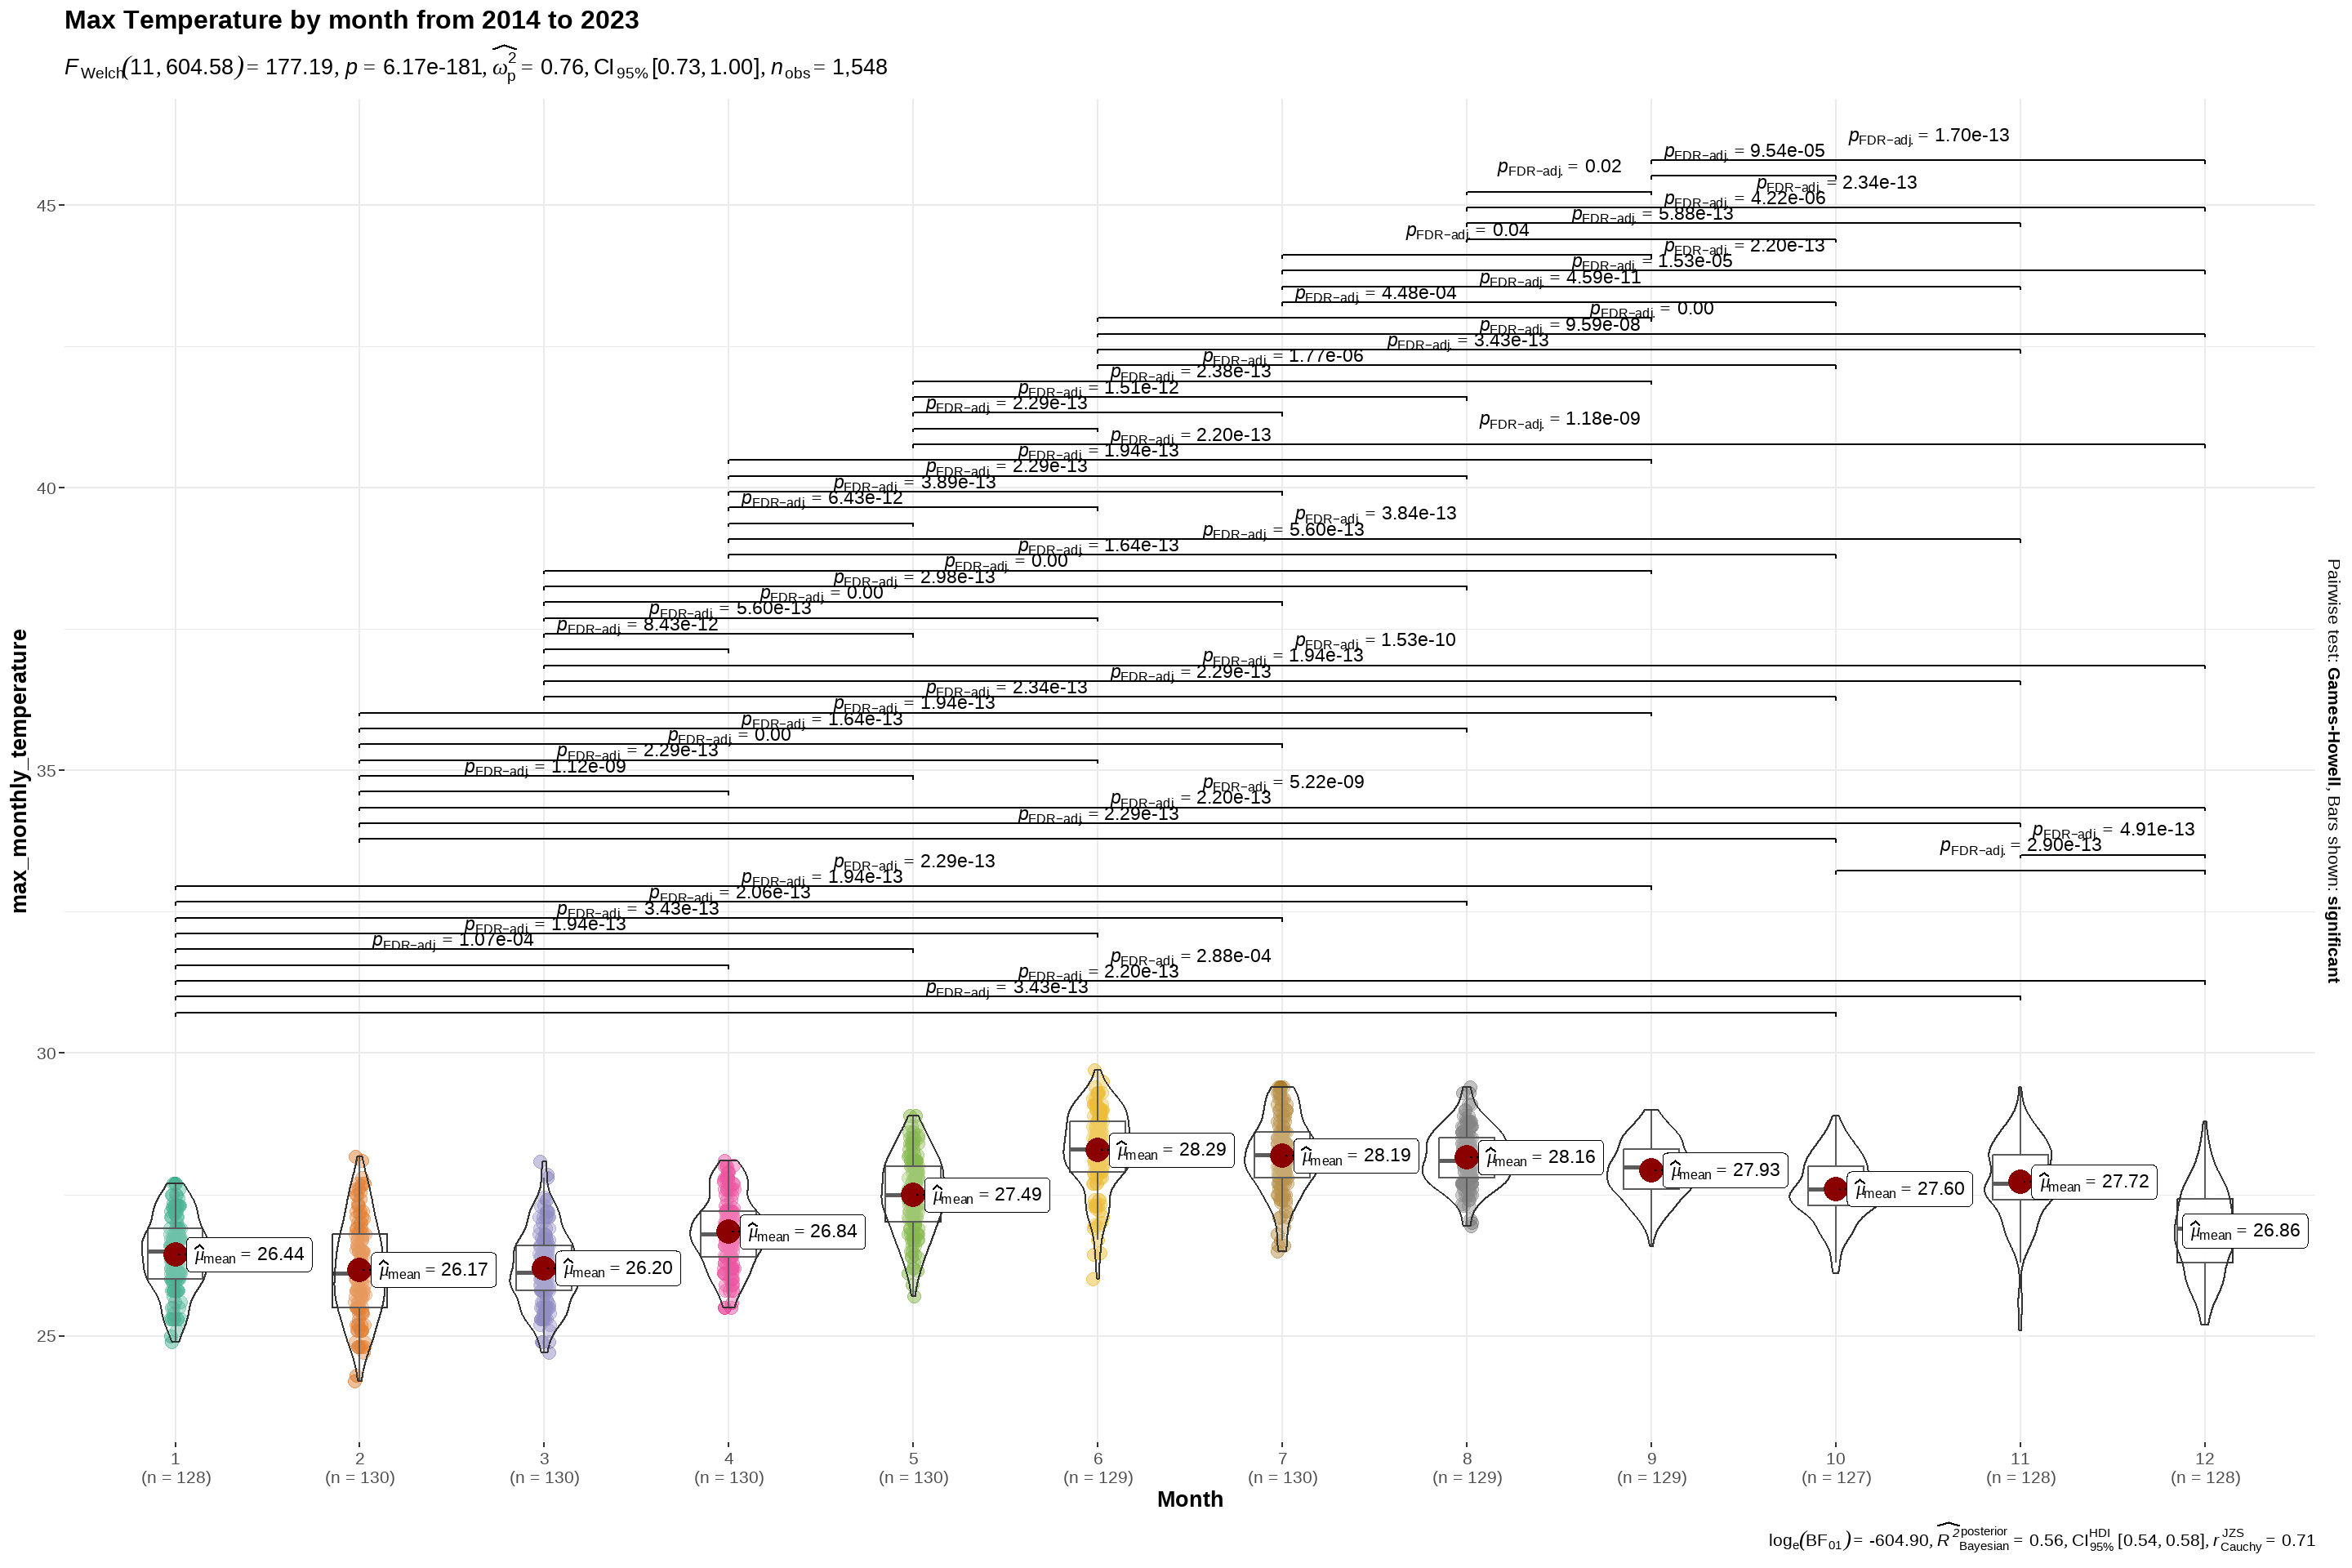 Max Temperature by month from 2014 to 2023
F Welch(11, 604.58) = 177.19, p = 6.17e-181, ω̂²p = 0.76, CI95% [0.73, 1.00], nobs = 1,548
pFDR−adj. = 1.70e-13
pFDR−adj. = 9.54e-05
pFDR−adj. = 0.02
pFDR−adj. = 2.34e-13
pFDR−adj. = 4.22e-06
45
pFDR−adj. = 5.88e-13
pFDR−adj. = 0.04
pFDR−adj. = 2.20e-13
pFDR−adj. = 1.53e-05
pFDR−adj. = 4.59e-11
pFDR−adj. = 4.48e-04
pFDR−adj. = 0.00
pFDR−adj. = 9.59e-08
pFDR−adj. = 3.43e-13
pFDR−adj. = 1.77e-06
pFDR−adj. = 2.38e-13
pFDR−adj. = 1.51e-12
pFDR−adj. = 2.29e-13
pFDR−adj. = 1.18e-09
pFDR−adj. = 2.20e-13
pFDR−adj. = 1.94e-13
pFDR−adj. = 2.29e-13
pFDR−adj. = 3.89e-13
40
pFDR−adj. = 6.43e-12
pFDR−adj. = 3.84e-13
pFDR−adj. = 5.60e-13
pFDR−adj. = 1.64e-13
pFDR−adj. = 0.00
pFDR−adj. = 2.98e-13
pFDR−adj. = 0.00
pFDR−adj. = 5.60e-13
pFDR−adj. = 8.43e-12
pFDR−adj. = 1.53e-10
pFDR−adj. = 1.94e-13
pFDR−adj. = 2.29e-13
pFDR−adj. = 2.34e-13
pFDR−adj. = 1.94e-13
pFDR−adj. = 1.64e-13
pFDR−adj. = 0.00
pFDR−adj. = 2.29e-13
pFDR−adj. = 1.12e-09
35
pFDR−adj. = 5.22e-09
pFDR−adj. = 2.20e-13
pFDR−adj. = 2.29e-13
pFDR−adj. = 4.91e-13
pFDR−adj. = 2.90e-13
pFDR−adj. = 2.29e-13
pFDR−adj. = 1.94e-13
pFDR−adj. = 2.06e-13
pFDR−adj. = 3.43e-13
pFDR−adj. = 1.94e-13
pFDR−adj. = 1.07e-04
pFDR−adj. = 2.88e-04
pFDR−adj. = 2.20e-13
pFDR−adj. = 3.43e-13
30
25
max_monthly_temperature
Pairwise test: Games-Howell, Bars shown: significant
μ̂mean = 26.44
μ̂mean = 26.17
μ̂mean = 26.20
μ̂mean = 26.84
μ̂mean = 27.49
μ̂mean = 28.29
μ̂mean = 28.19
μ̂mean = 28.16
μ̂mean = 27.93
μ̂mean = 27.60
μ̂mean = 27.72
μ̂mean = 26.86
1 2 3 4 5 6 7 8 9 10 11 12
(n = 128) (n = 130) (n = 130) (n = 130) (n = 130) (n = 129) (n = 130) (n = 129) (n = 129) (n = 127) (n = 128) (n = 128)
Month
loge(BF01) = -604.90, R̂²posterior Bayesian = 0.56, CI HDI 95% [0.54, 0.58], r JZS Cauchy = 0.71